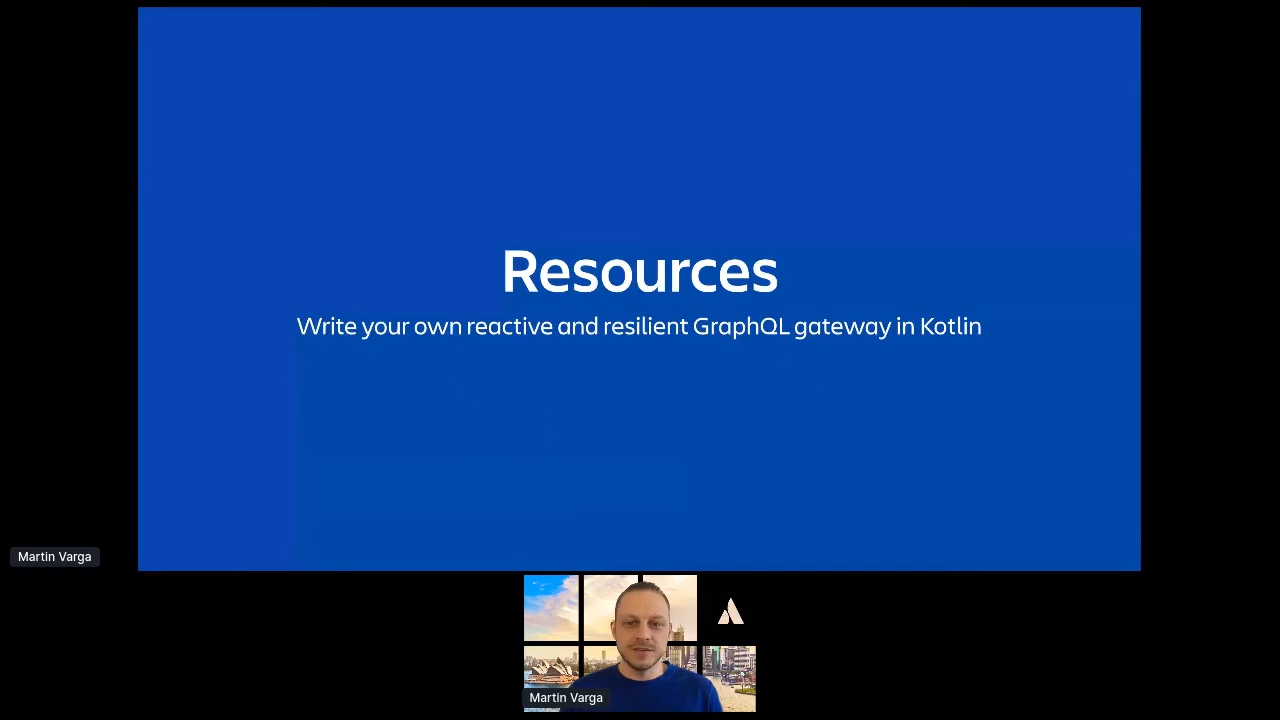 Resources
Write your own reactive and resilient GraphQL gateway in Kotlin
Martin Varga
Martin Varga